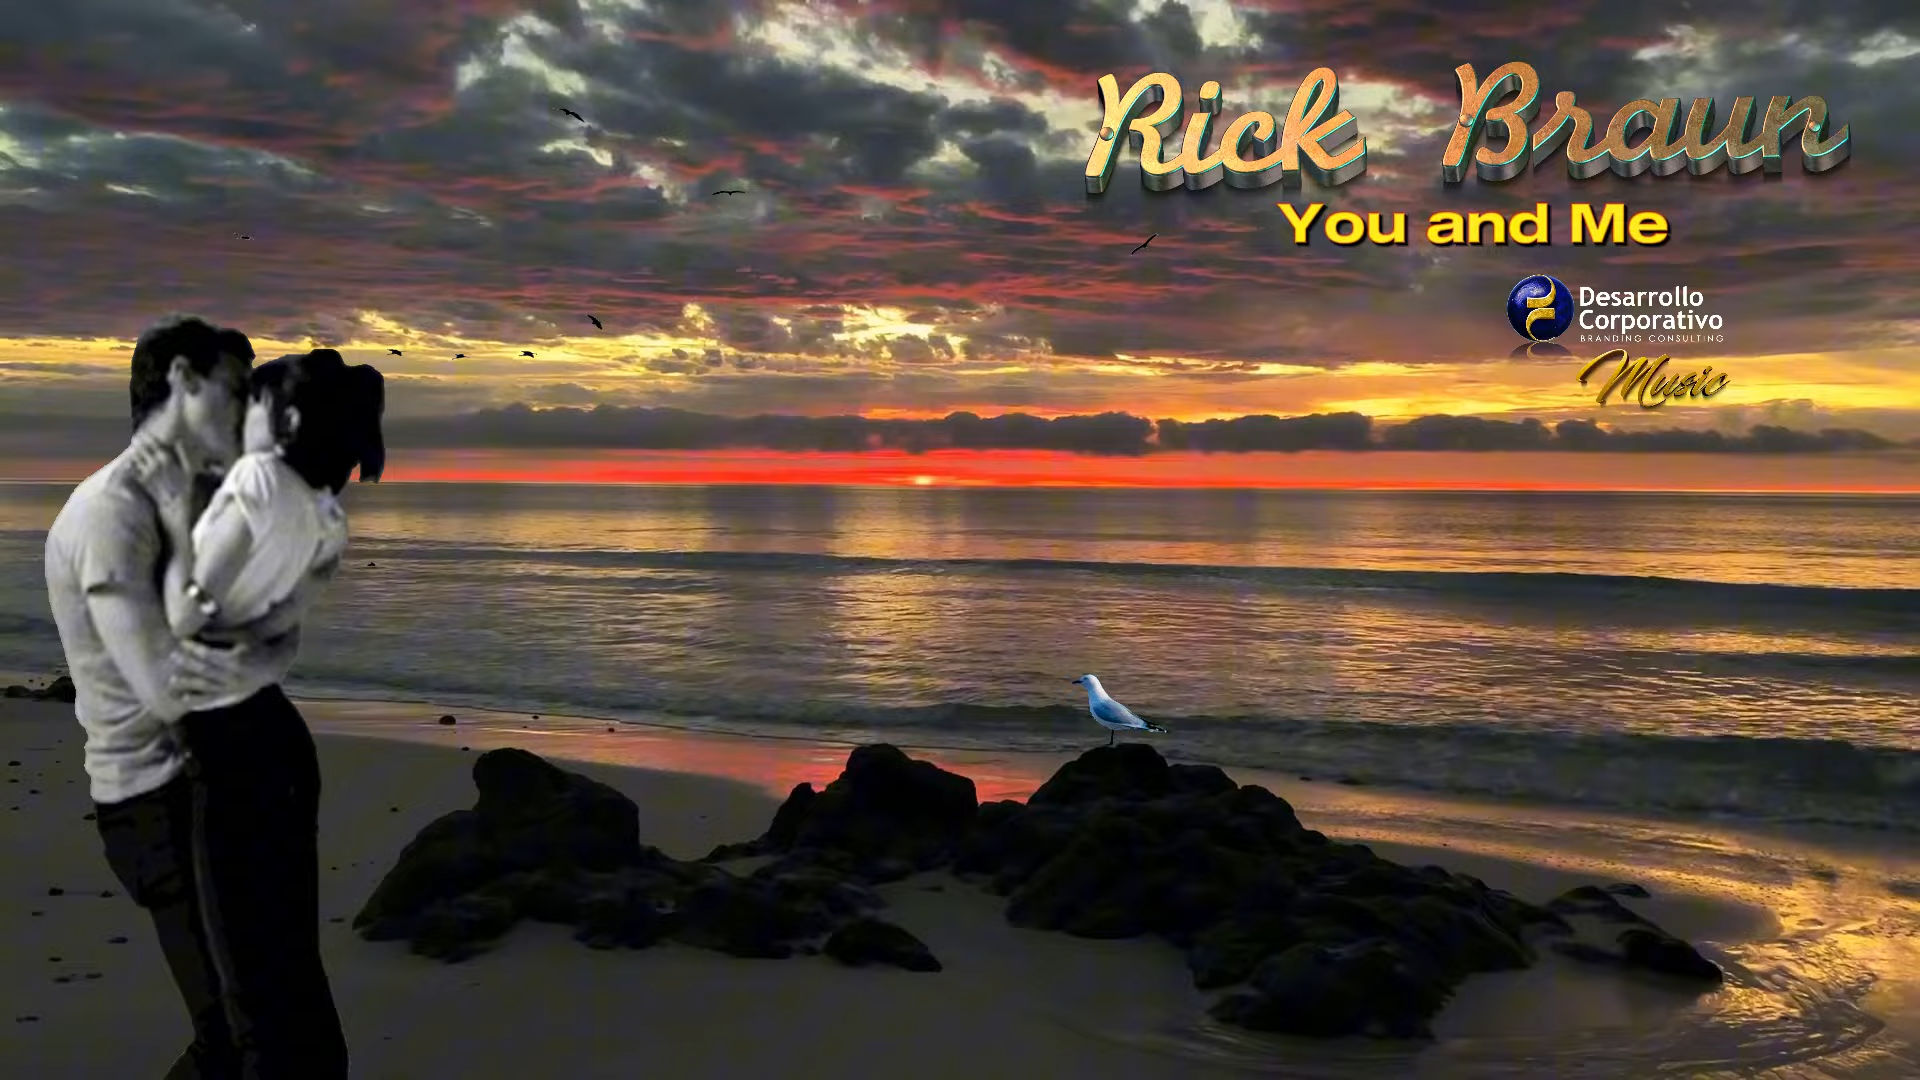 Rick Braun
You and Me
Desarrollo
Corporativo
BRANDING CONSULTING
Music